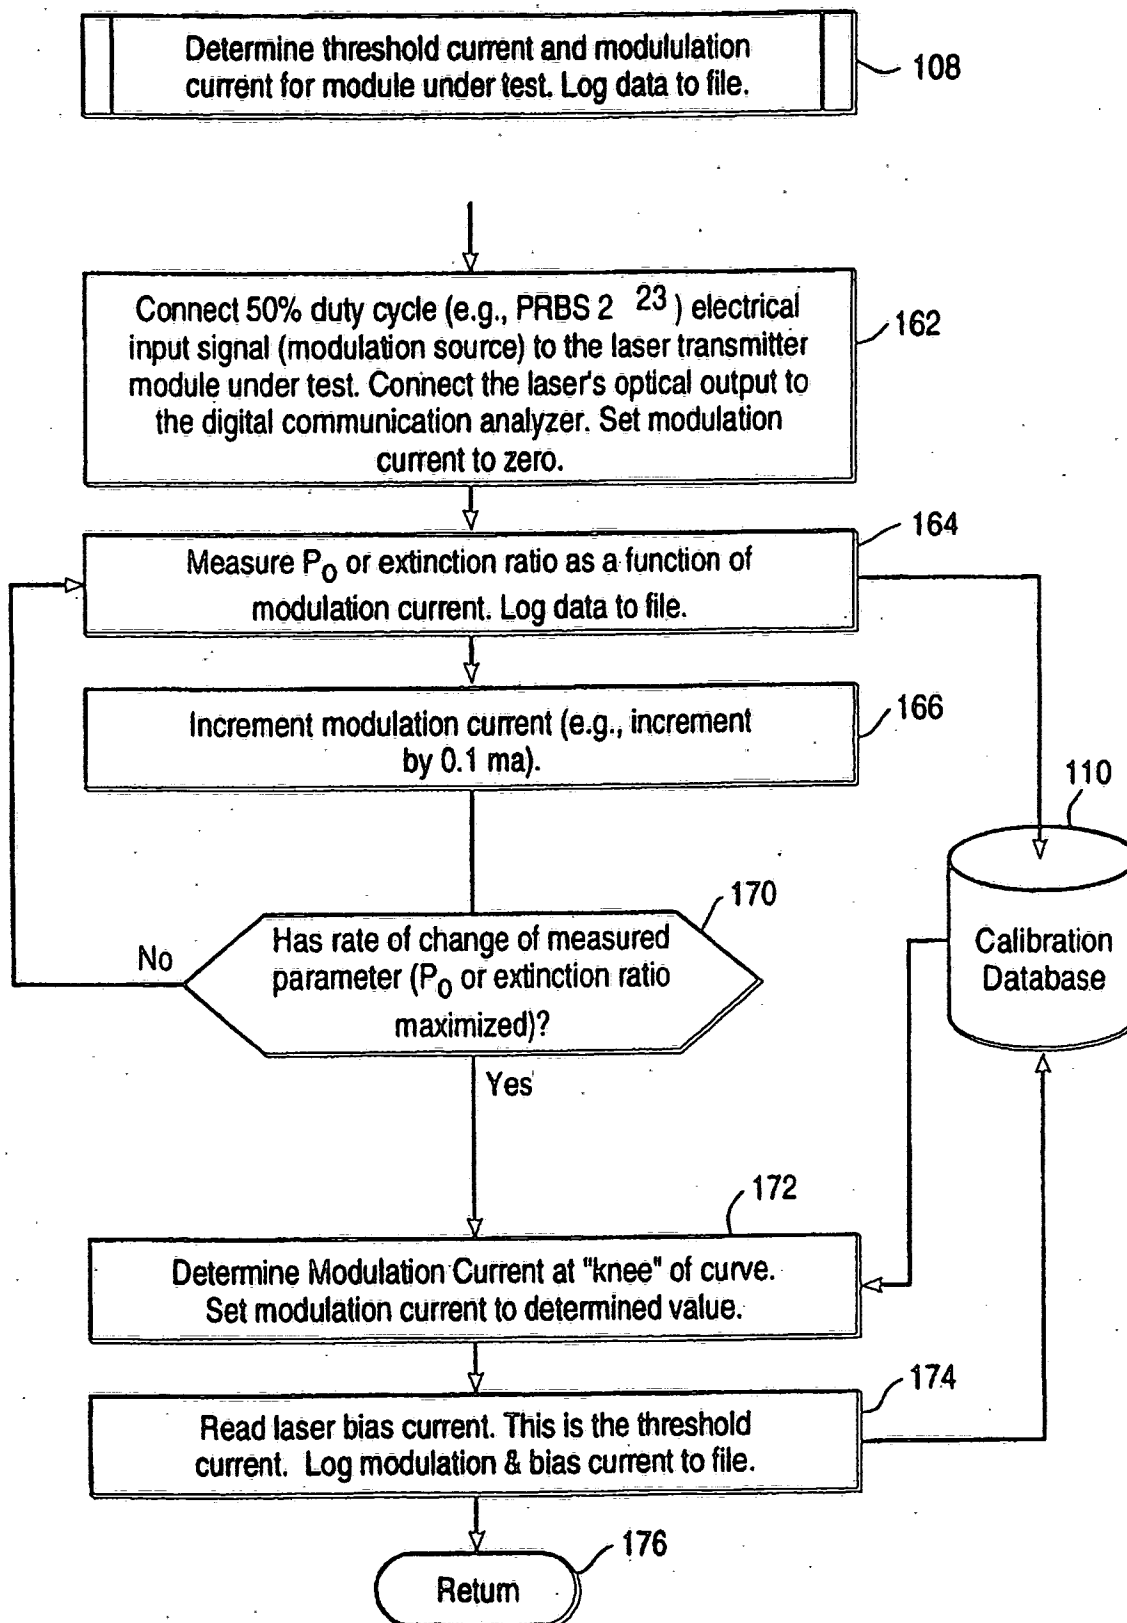 Determine threshold current and modululation
current for module under test. Log data to file.
108
Connect 50% duty cycle (e.g., PRBS 2 23 ) electrical
input signal (modulation source) to the laser transmitter
module under test. Connect the laser's optical output to
the digital communication analyzer. Set modulation
current to zero.
162
Measure P0 or extinction ratio as a function of
modulation current. Log data to file.
164
Increment modulation current (e.g., increment
by 0.1 ma).
166
110
Calibration
Database
Has rate of change of measured
parameter (P0 or extinction ratio
maximized)?
170
No
Yes
Determine Modulation Current at "knee" of curve.
Set modulation current to determined value.
172
Read laser bias current. This is the threshold
current. Log modulation & bias current to file.
174
Return
176